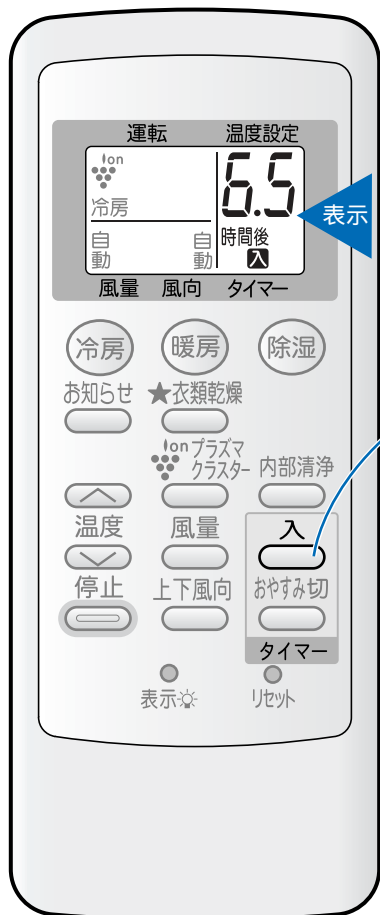 運転 温度設定
ion
6.5
冷房
表示
時間後
自動 自動 入
風量 風向 タイマー
冷房 暖房 除湿
お知らせ ★衣類乾燥
ion プラズマクラスター 内部清浄
温度 風量 入
停止 上下風向 おやすみ切
タイマー
表示 リセット